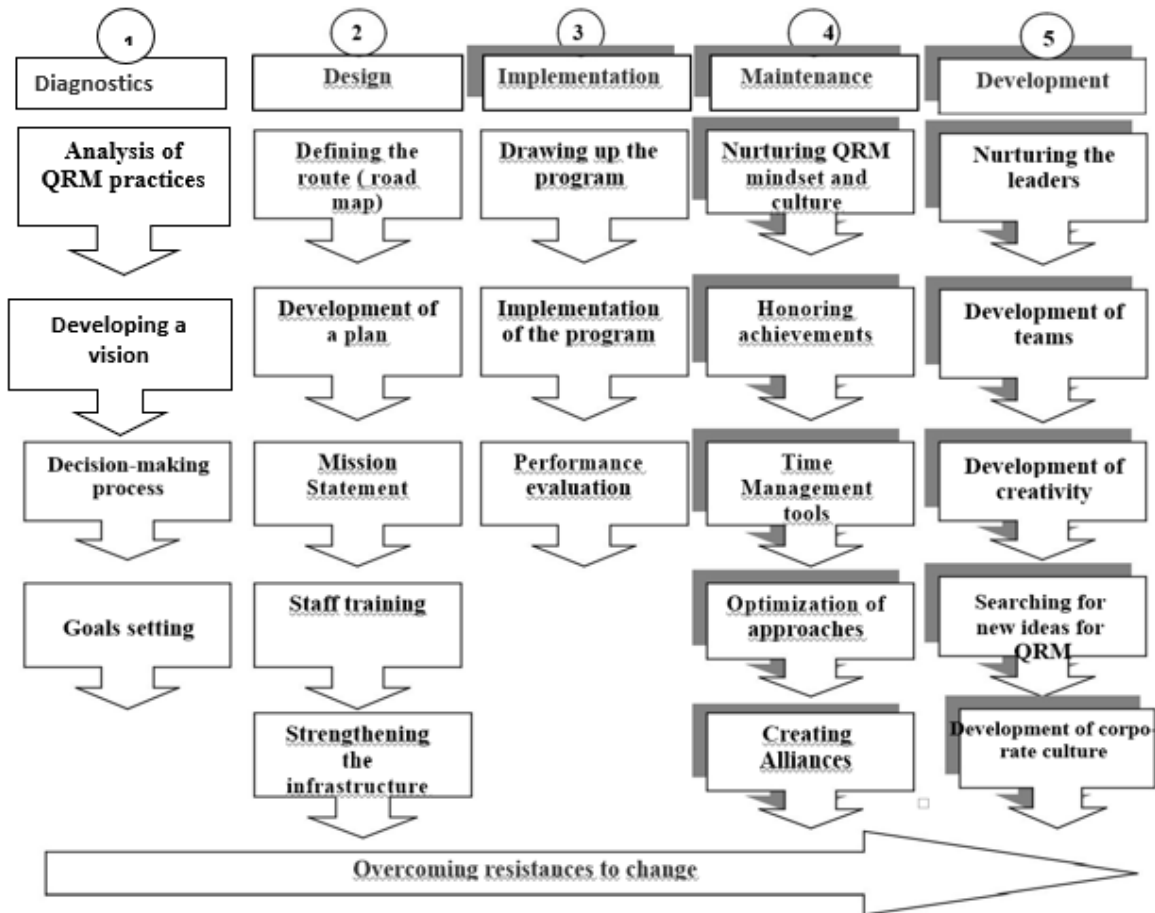 1
2
3
4
5
Diagnostics
Design
Implementation
Maintenance
Development
Analysis of
QRM practices
Defining the
route ( road
map)
Drawing up the
program
Nurturing QRM
mindset and
culture
Nurturing the
leaders
Developing a
vision
Development of
a plan
Implementation
of the program
Honoring
achievements
Development of
teams
Decision-making
process
Mission
Statement
Performance
evaluation
Time
Management
tools
Development of
creativity
Goals setting
Staff training
Optimization of
approaches
Searching for
new ideas for
QRM
Strengthening
the
infrastructure
Creating
Alliances
Development of corpo-
rate culture
Overcoming resistances to change